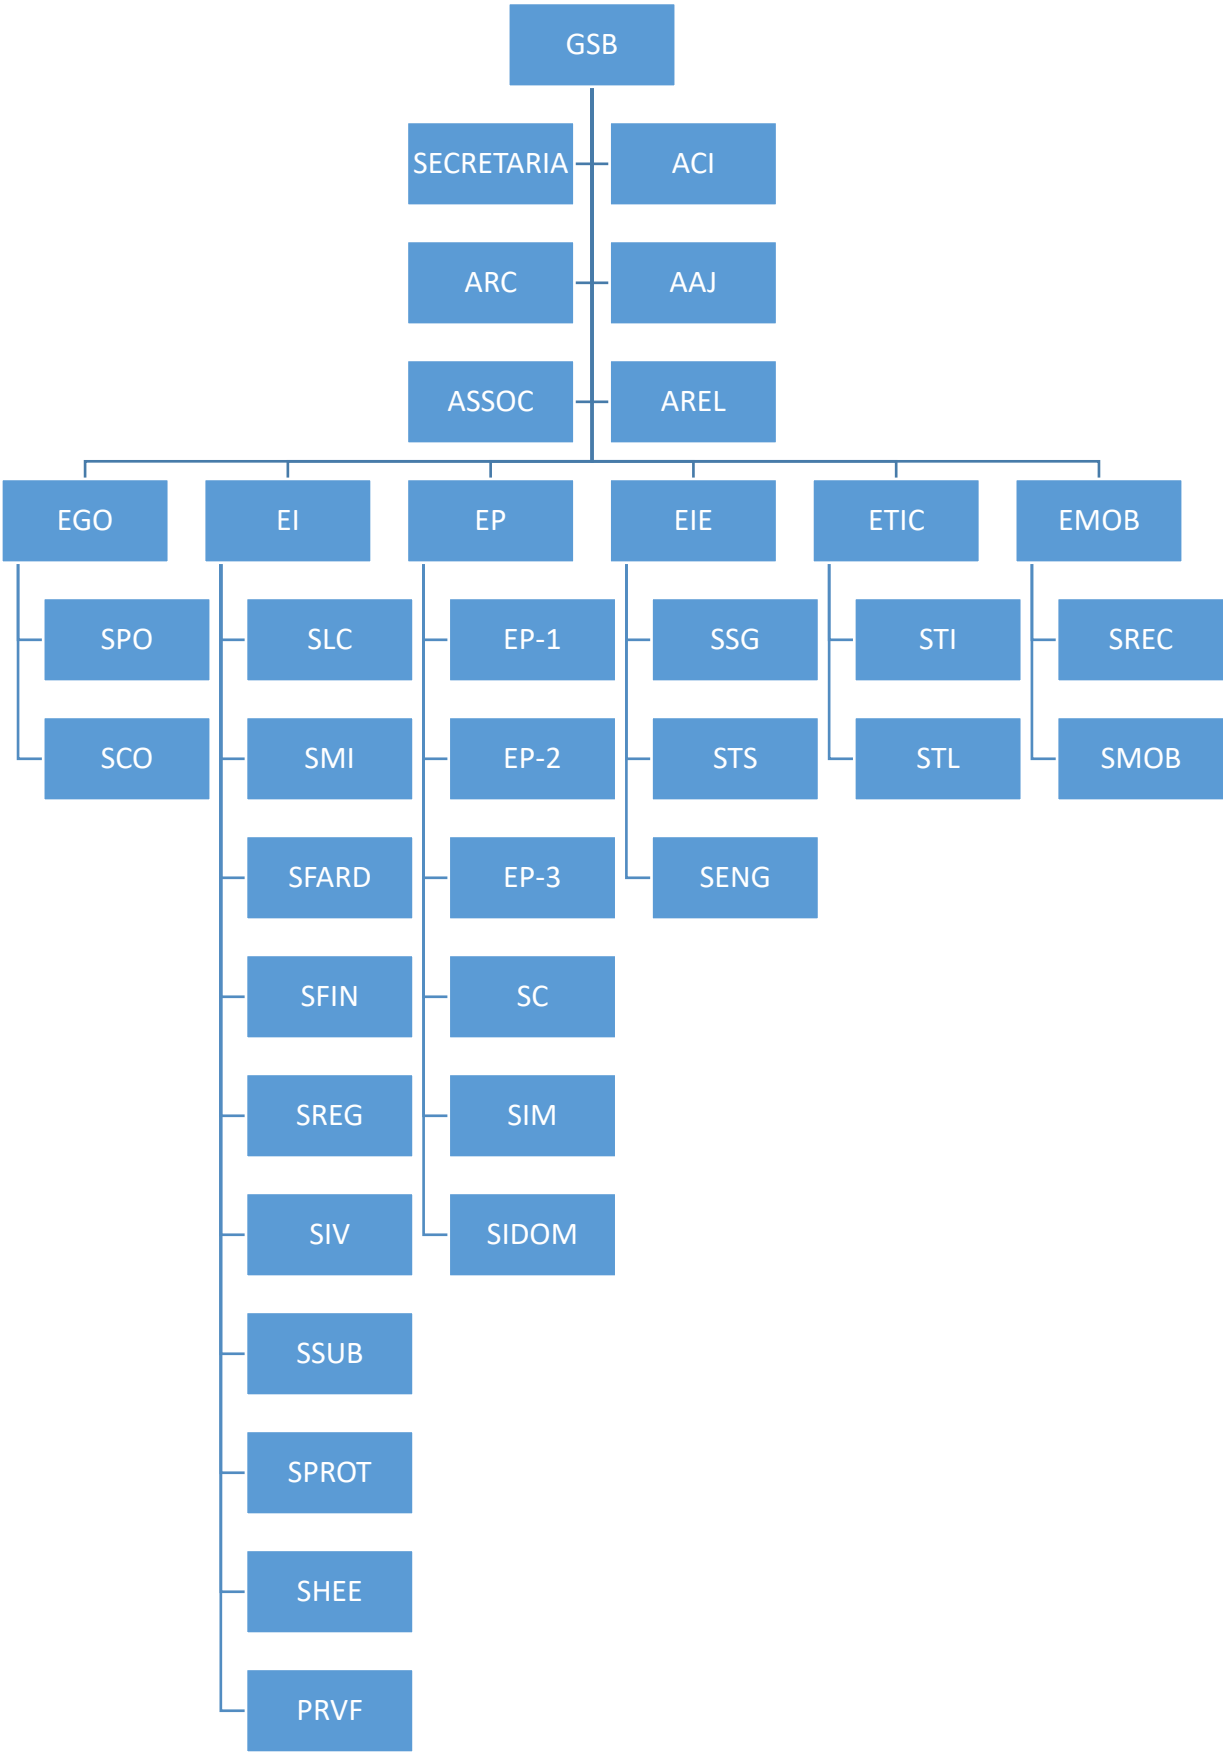 GSB
SECRETARIA
ACI
ARC
AAJ
ASSOC
AREL
EGO
EI
EP
EIE
ETIC
EMOB
SPO
SLC
EP-1
SSG
STI
SREC
SCO
SMI
EP-2
STS
STL
SMOB
SFARD
EP-3
SENG
SFIN
SC
SREG
SIM
SIV
SIDOM
SSUB
SPROT
SHEE
PRVF